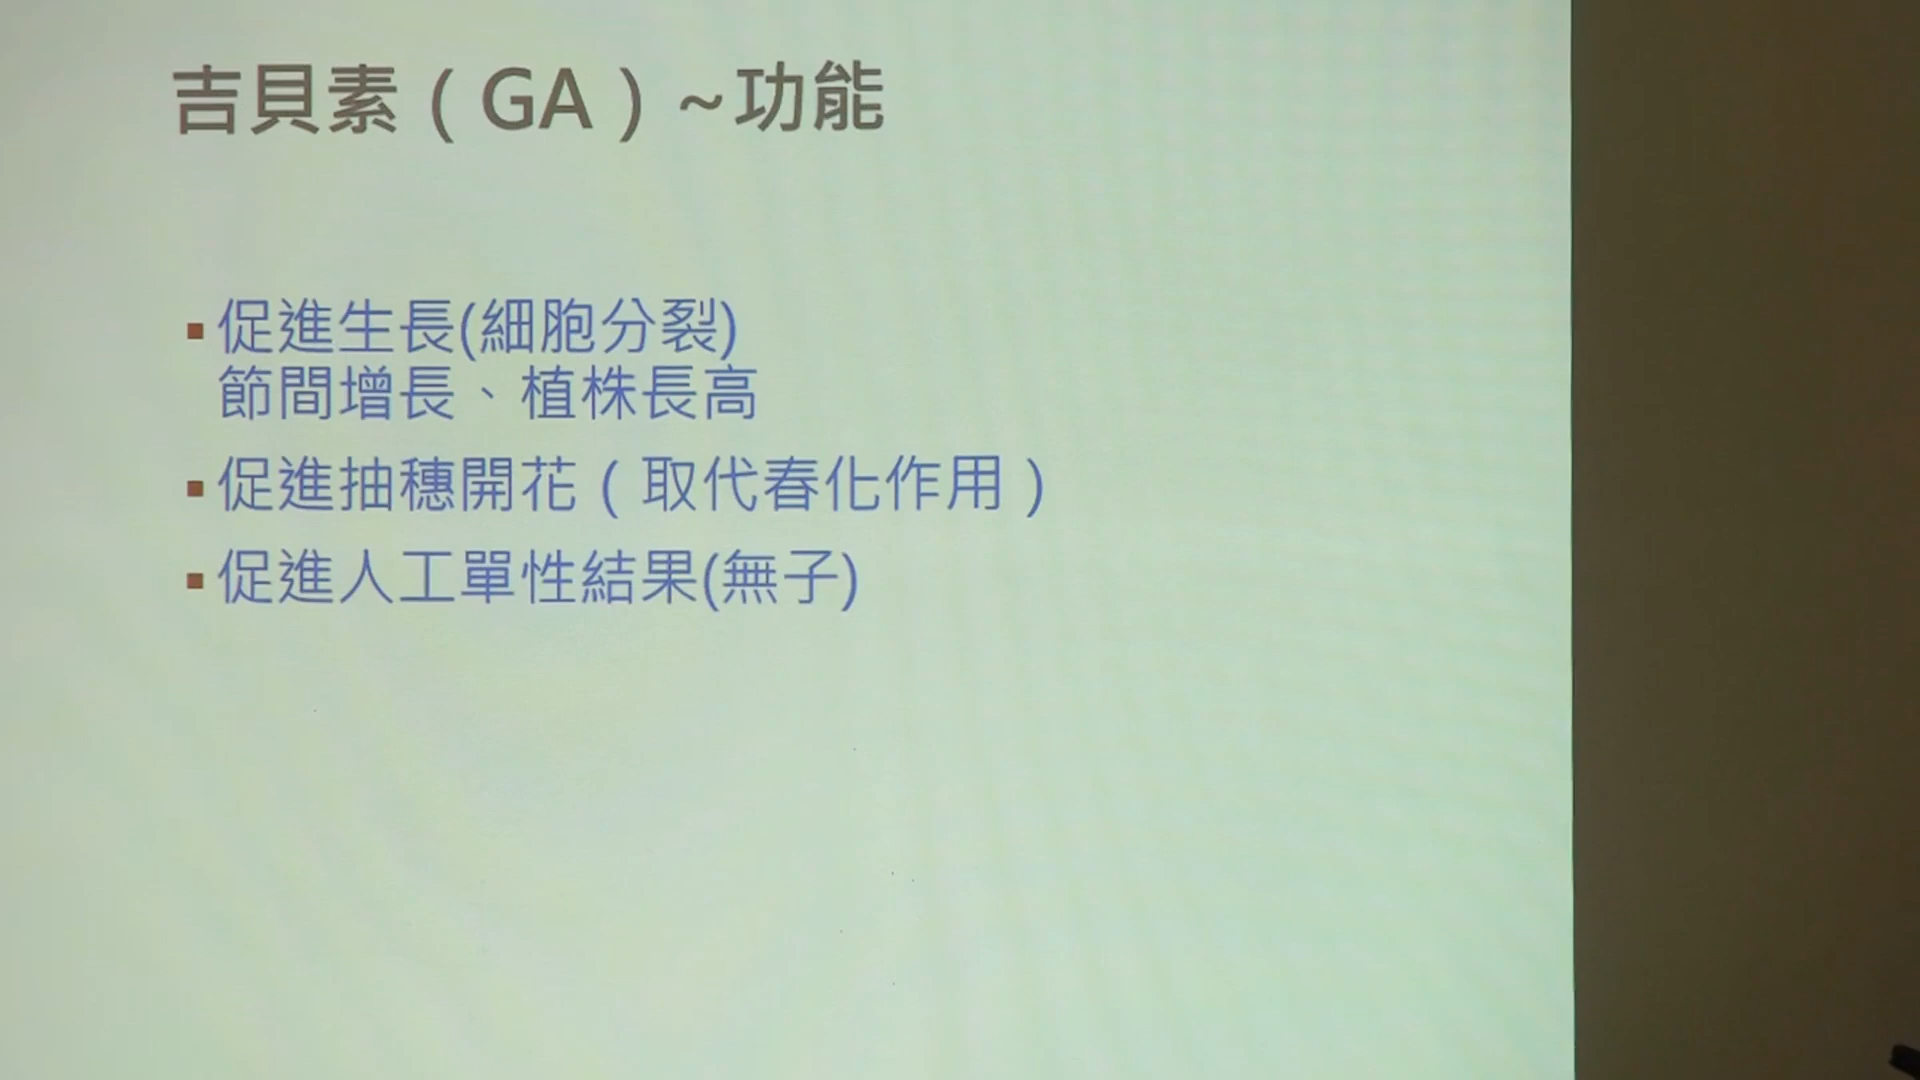 吉貝素（GA）~功能
▪促進生長(細胞分裂)
節間增長、植株長高
▪促進抽穗開花（取代春化作用）
▪促進人工單性結果(無子)